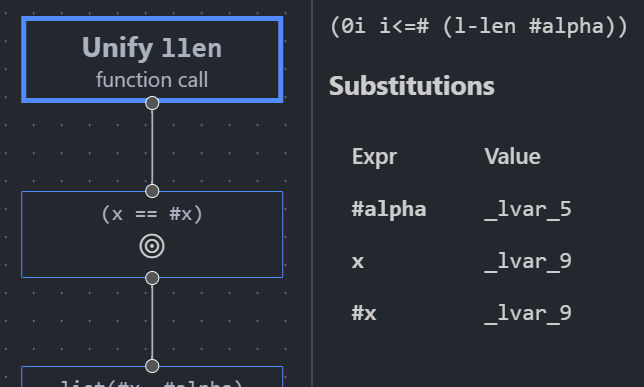 Unify llen
function call
(x == #x)
list(#x, #alpha)
(0i i<=# (l-len #alpha))
Substitutions
Expr Value
#alpha _lvar_5
x _lvar_9
#x _lvar_9